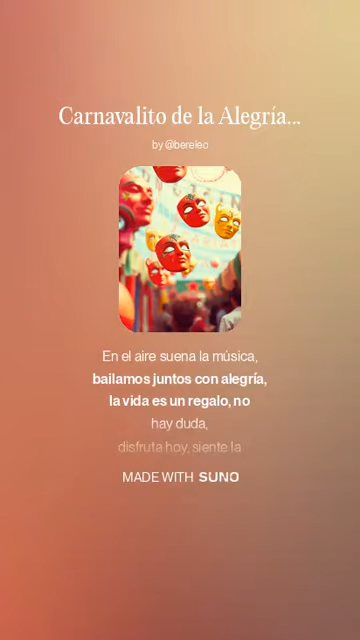 Carnavalito de la Alegría...
by @bereleo
En el aire suena la música,
bailamos juntos con alegría,
la vida es un regalo, no
hay duda,
disfruta hoy, siente la
MADE WITH SUNO